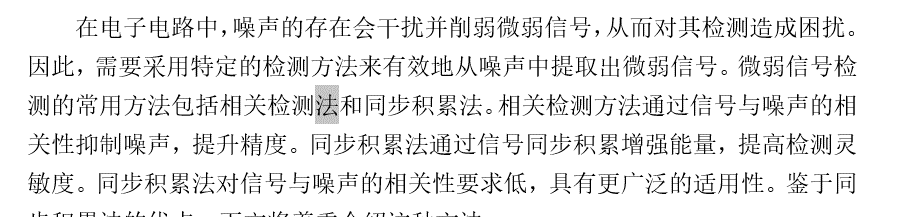 在电子电路中，噪声的存在会干扰并削弱微弱信号，从而对其检测造成困扰。
因此，需要采用特定的检测方法来有效地从噪声中提取出微弱信号。微弱信号检
测的常用方法包括相关检测法和同步积累法。相关检测方法通过信号与噪声的相
关性抑制噪声，提升精度。同步积累法通过信号同步积累增强能量，提高检测灵
敏度。同步积累法对信号与噪声的相关性要求低，具有更广泛的适用性。鉴于同